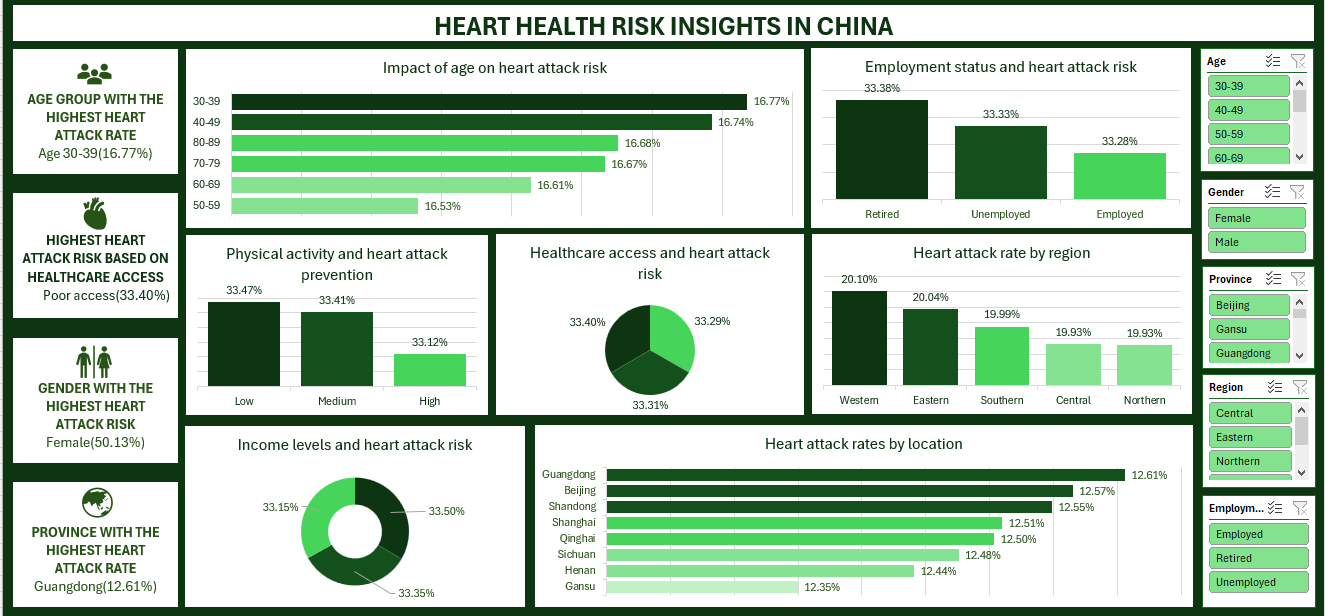 HEART HEALTH RISK INSIGHTS IN CHINA
AGE GROUP WITH THE
HIGHEST HEART
ATTACK RATE
Age 30-39(16.77%)
HIGHEST HEART
ATTACK RISK BASED ON
HEALTHCARE ACCESS
Poor access(33.40%)
GENDER WITH THE
HIGHEST HEART
ATTACK RISK
Female(50.13%)
PROVINCE WITH THE
HIGHEST HEART
ATTACK RATE
Guangdong(12.61%)
Impact of age on heart attack risk
30-39 16.77%
40-49 16.74%
80-89 16.68%
70-79 16.67%
60-69 16.61%
50-59 16.53%
Employment status and heart attack risk
33.38%
33.33%
33.28%
Retired Unemployed Employed
Physical activity and heart attack
prevention
33.47%
33.41%
33.12%
Low Medium High
Healthcare access and heart attack
risk
33.40% 33.29%
33.31%
Heart attack rate by region
20.10%
20.04%
19.99%
19.93% 19.93%
Western Eastern Southern Central Northern
Income levels and heart attack risk
33.15% 33.50%
33.35%
Heart attack rates by location
Guangdong 12.61%
Beijing 12.57%
Shandong 12.55%
Shanghai 12.51%
Qinghai 12.50%
Sichuan 12.48%
Henan 12.44%
Gansu 12.35%
Age
30-39
40-49
50-59
60-69
Gender
Female
Male
Province
Beijing
Gansu
Guangdong
Region
Central
Eastern
Northern
Employm...
Employed
Retired
Unemployed